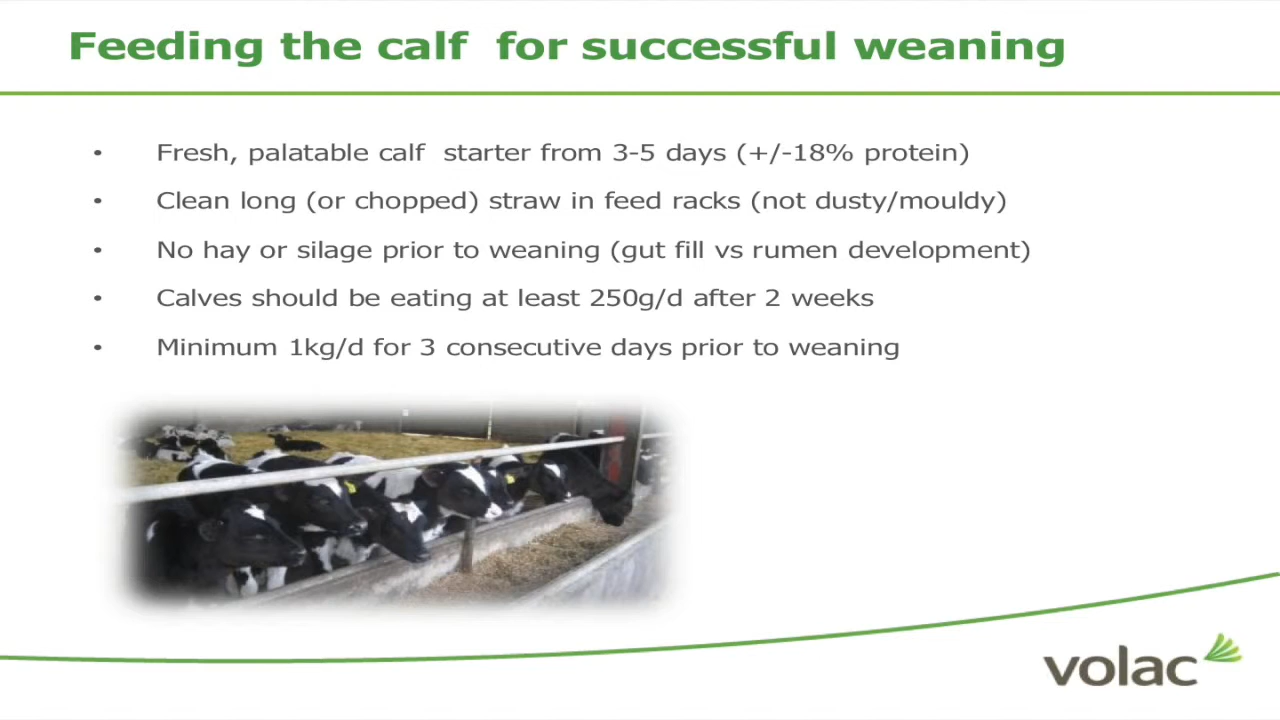 Feeding the calf for successful weaning
• Fresh, palatable calf starter from 3-5 days (+/-18% protein)
• Clean long (or chopped) straw in feed racks (not dusty/mouldy)
• No hay or silage prior to weaning (gut fill vs rumen development)
• Calves should be eating at least 250g/d after 2 weeks
• Minimum 1kg/d for 3 consecutive days prior to weaning
volac